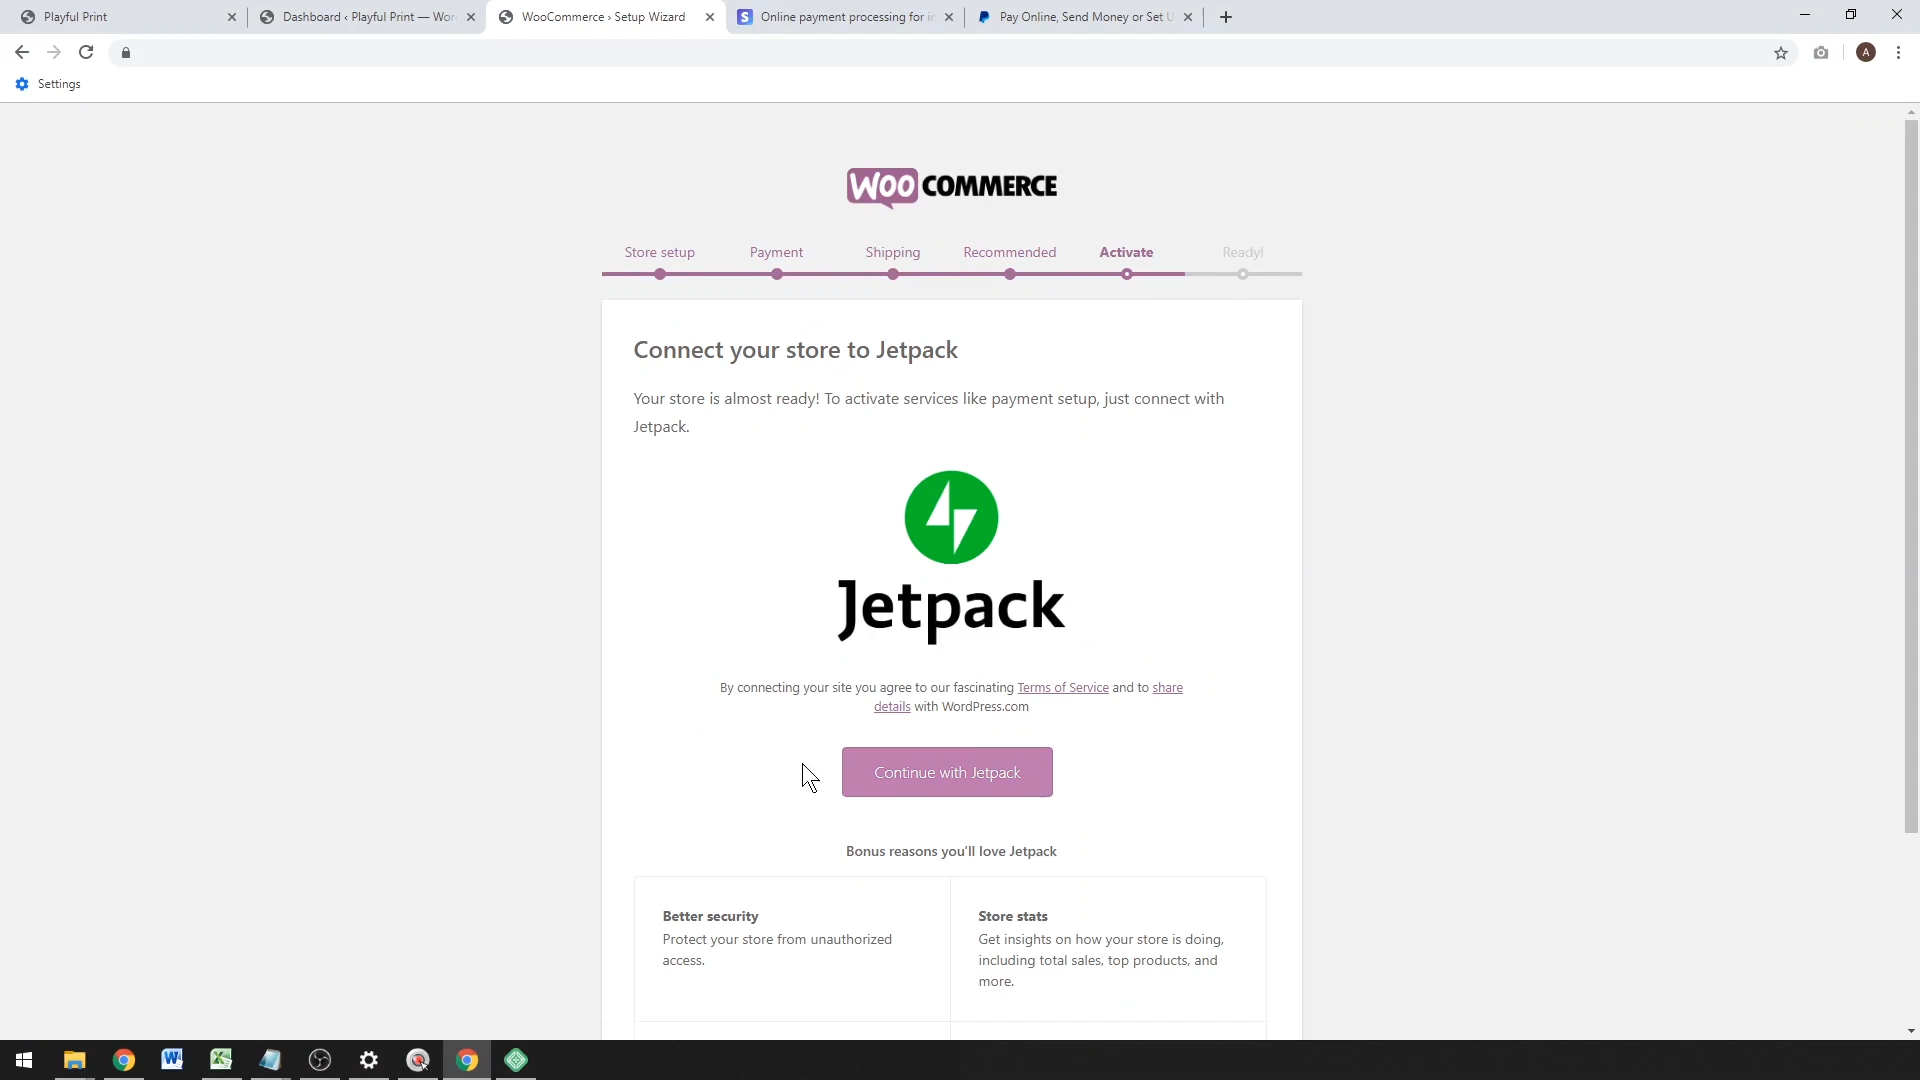 Playful Print
Dashboard ‹ Playful Print — Wor
WooCommerce › Setup Wizard
Online payment processing for in
Pay Online, Send Money or Set U
A
Settings
WOO COMMERCE
Store setup
Payment
Shipping
Recommended
Activate
Ready!
Connect your store to Jetpack
Your store is almost ready! To activate services like payment setup, just connect with
Jetpack.
Jetpack
By connecting your site you agree to our fascinating Terms of Service and to share
details with WordPress.com
Continue with Jetpack
Bonus reasons you'll love Jetpack
Better security
Protect your store from unauthorized
access.
Store stats
Get insights on how your store is doing,
including total sales, top products, and
more.